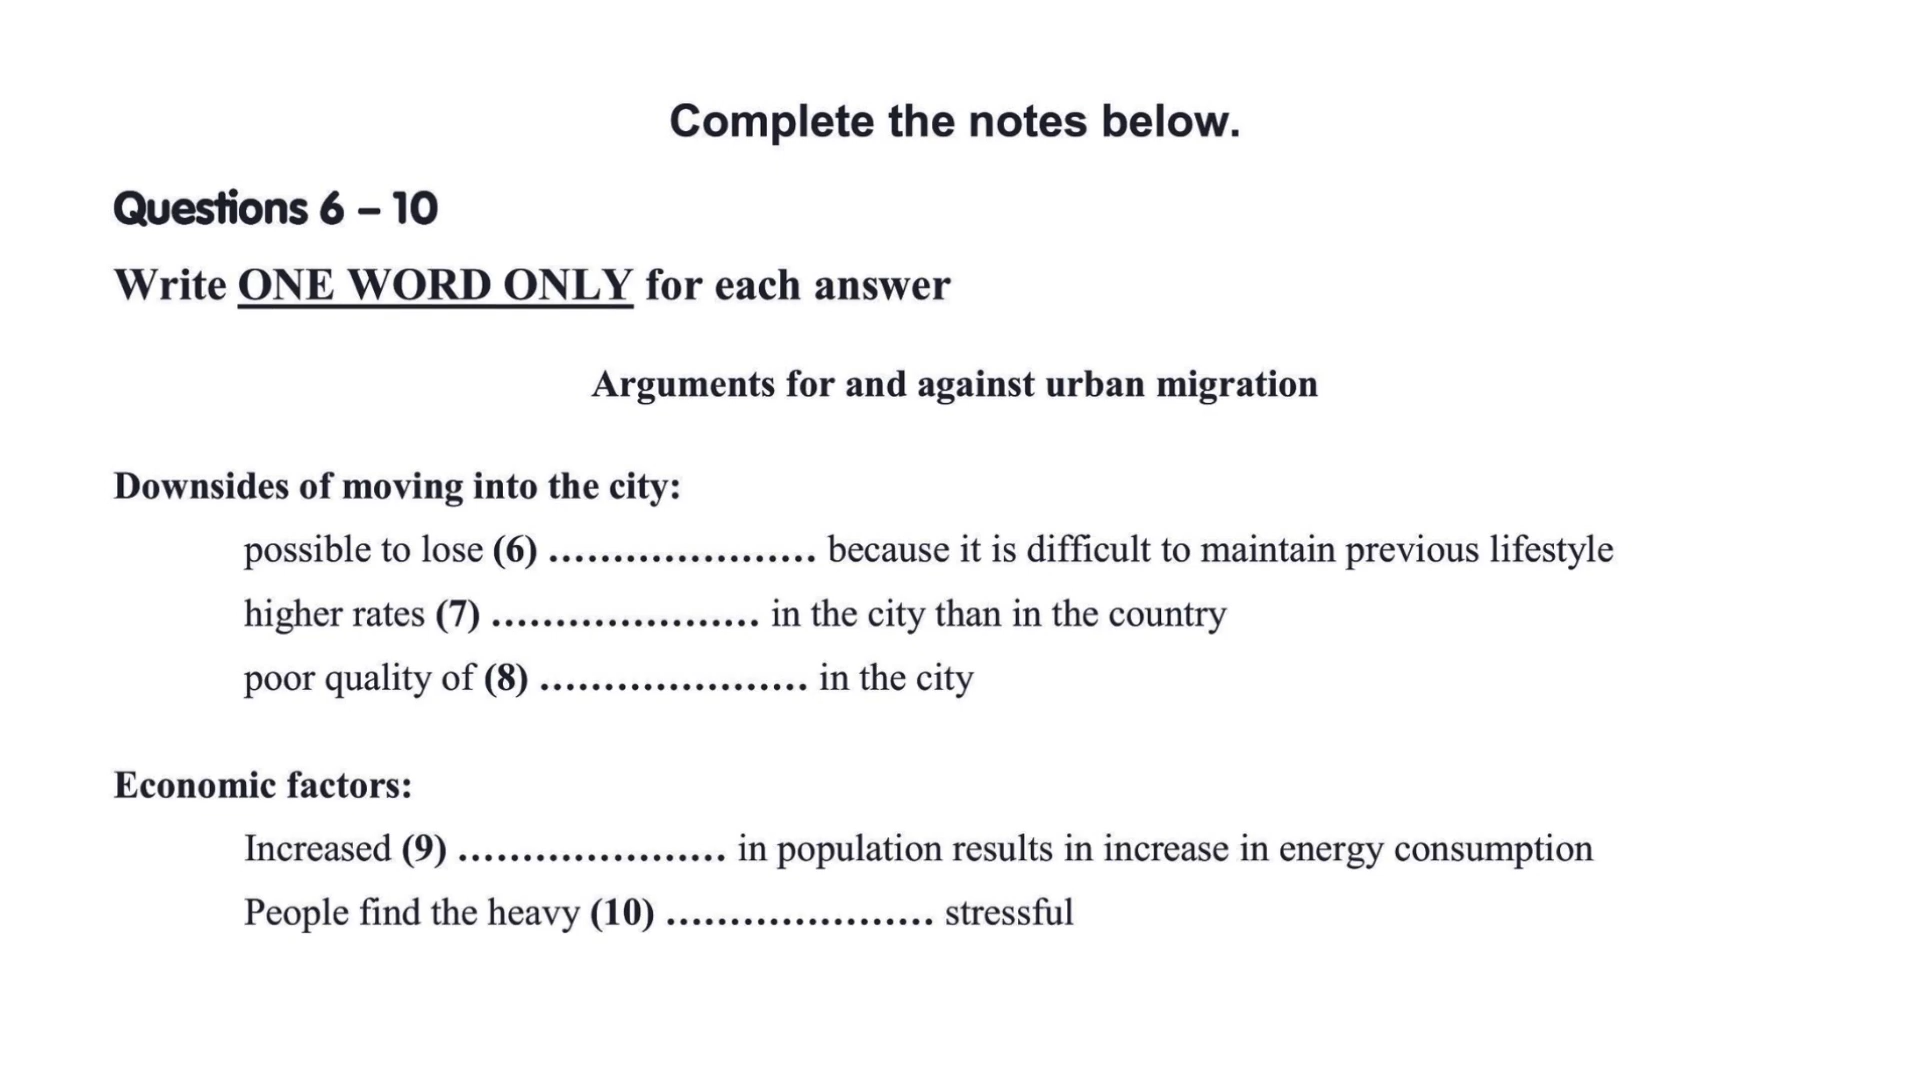 Complete the notes below.
Questions 6 – 10
Write ONE WORD ONLY for each answer
Arguments for and against urban migration
Downsides of moving into the city:
possible to lose (6) ..................... because it is difficult to maintain previous lifestyle
higher rates (7) ..................... in the city than in the country
poor quality of (8) ..................... in the city
Economic factors:
Increased (9) ..................... in population results in increase in energy consumption
People find the heavy (10) ..................... stressful